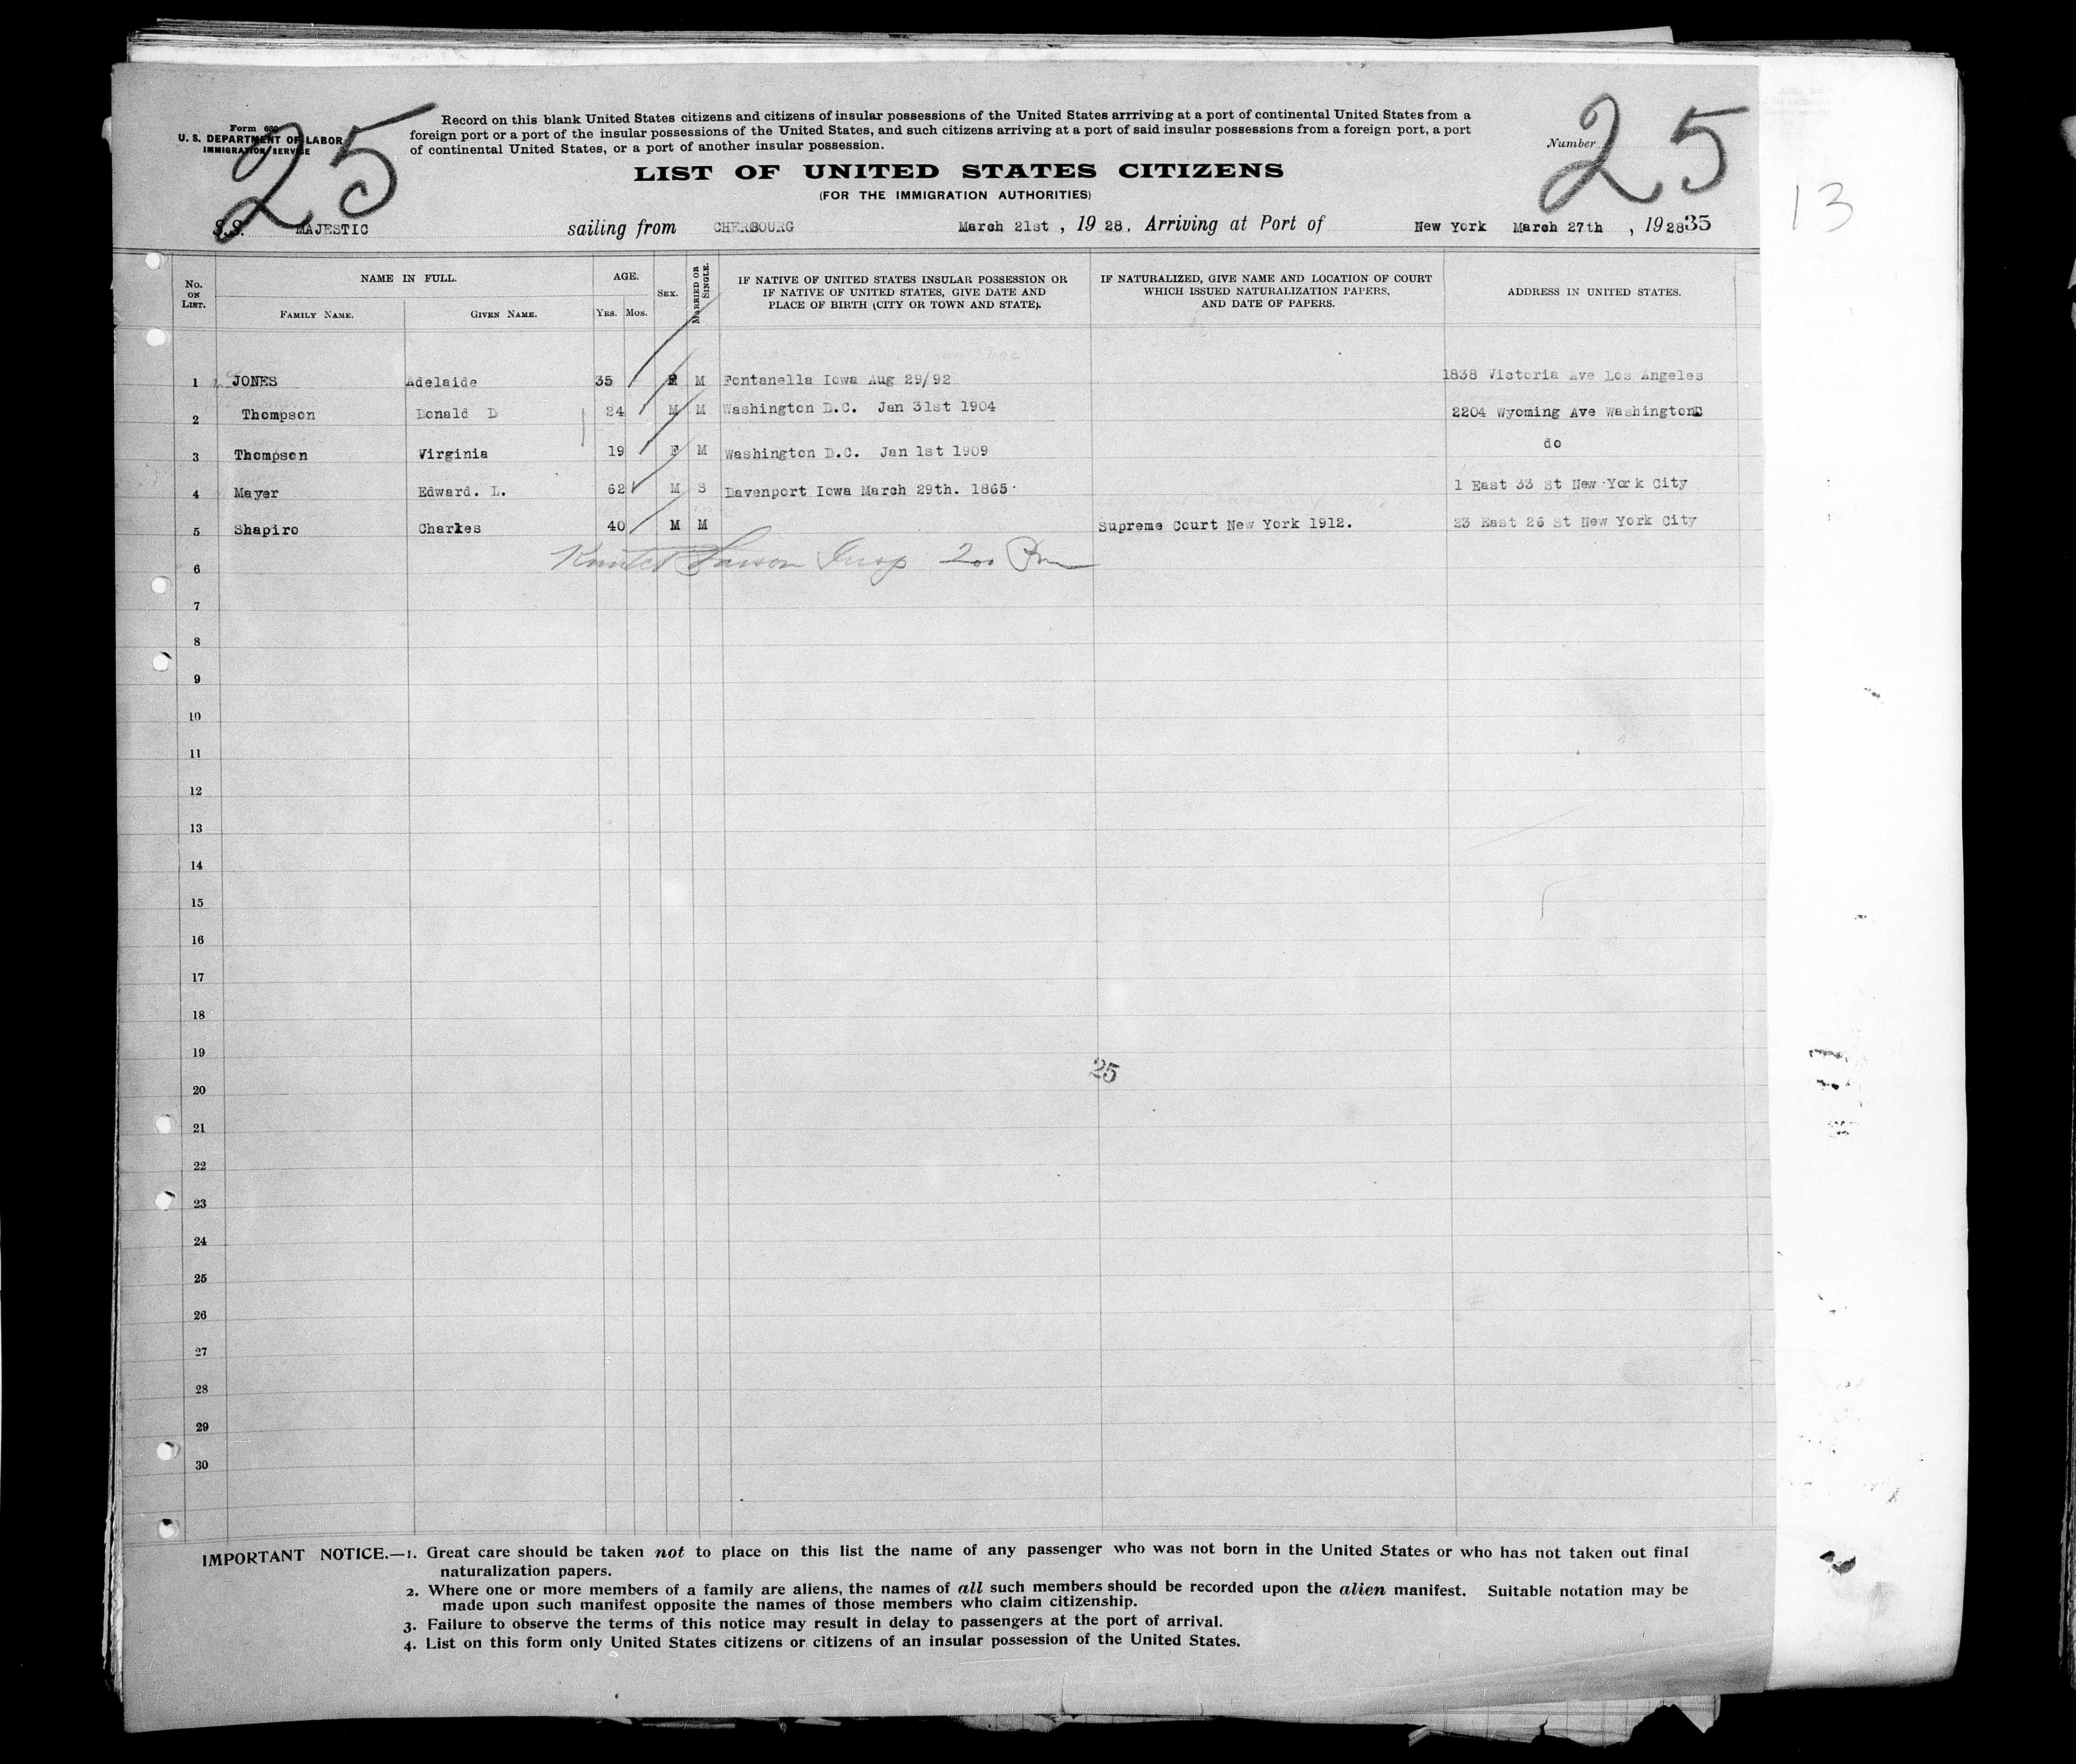 Form 630
U. S. DEPARTMENT OF LABOR
IMMIGRATION SERVICE
25
Record on this blank United States citizens and citizens of insular possessions of the United States arrriving at a port of continental United States from a
foreign port or a port of the insular possessions of the United States, and such citizens arriving at a port of said insular possessions from a foreign port, a port
of continental United States, or a port of another insular possession.
Number
25
13
LIST OF UNITED STATES CITIZENS
(FOR THE IMMIGRATION AUTHORITIES)
S.S. MAJESTIC sailing from CHERBOURG March 21st , 19 28 , Arriving at Port of New York March 27th , 19 28 35
No. ON LIST. NAME IN FULL. AGE. SEX. MARRIED OR SINGLE. IF NATIVE OF UNITED STATES INSULAR POSSESSION OR IF NATIVE OF UNITED STATES, GIVE DATE AND PLACE OF BIRTH (CITY OR TOWN AND STATE). IF NATURALIZED, GIVE NAME AND LOCATION OF COURT WHICH ISSUED NATURALIZATION PAPERS, AND DATE OF PAPERS. ADDRESS IN UNITED STATES.
FAMILY NAME. GIVEN NAME. YRS. MOS.
1 JONES Adelaide 35 F M Fontanella Iowa Aug 29/92 1838 Victoria Ave Los Angeles
2 Thompson Donald D 24 M M Washington D.C. Jan 31st 1904 2204 Wyoming Ave Washington
3 Thompson Virginia 19 F M Washington D.C. Jan 1st 1909 do
4 Mayer Edward. L. 62 M S Davenport Iowa March 29th. 1865 1 East 33 St New York City
5 Shapiro Charles 40 M M Supreme Court New York 1912. 23 East 26 St New York City
6 Insp 2
7
8
9
10
11
12
13
14
15
16
17
18
19
25
20
21
22
23
24
25
26
27
28
29
30
IMPORTANT NOTICE.—1. Great care should be taken not to place on this list the name of any passenger who was not born in the United States or who has not taken out final
naturalization papers.
2. Where one or more members of a family are aliens, the names of all such members should be recorded upon the alien manifest. Suitable notation may be
made upon such manifest opposite the names of those members who claim citizenship.
3. Failure to observe the terms of this notice may result in delay to passengers at the port of arrival.
4. List on this form only United States citizens or citizens of an insular possession of the United States.